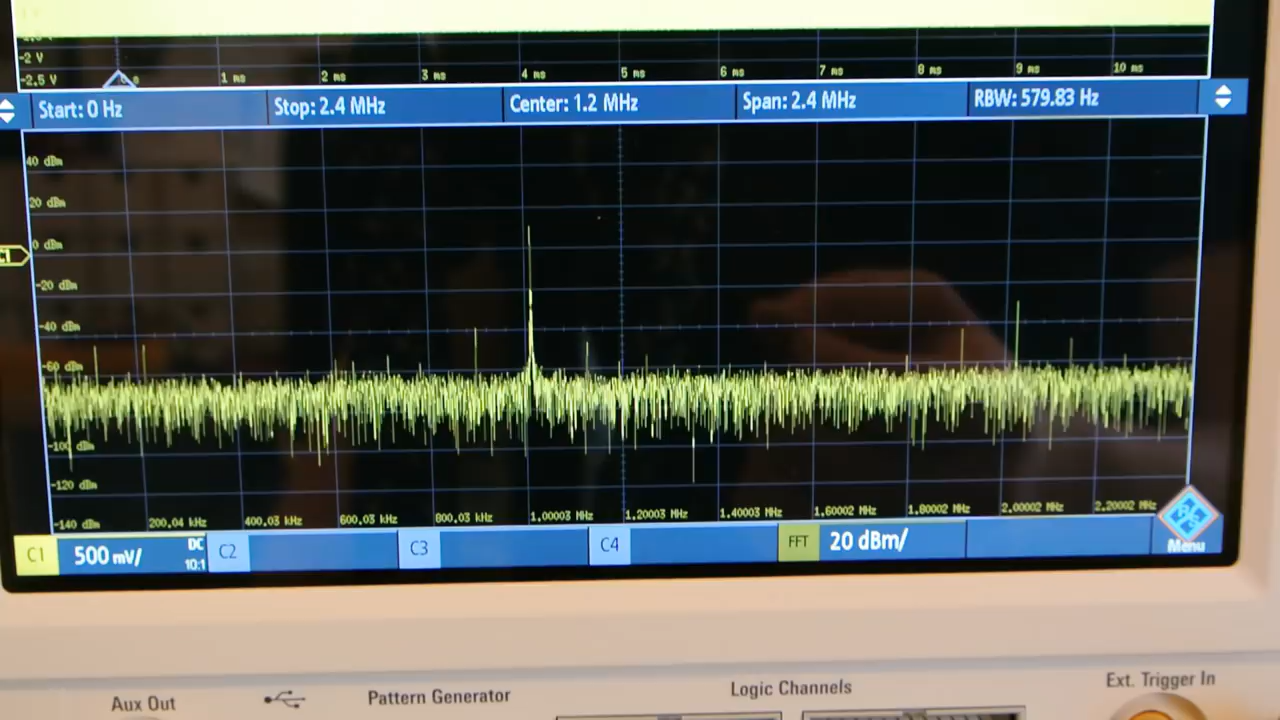 -2 V
-2.5 V
1 ms 2 ms 3 ms 4 ms 5 ms 6 ms 7 ms 8 ms 9 ms 10 ms
Start: 0 Hz Stop: 2.4 MHz Center: 1.2 MHz Span: 2.4 MHz RBW: 579.83 Hz
40 dBm
20 dBm
0 dBm
C1
-20 dBm
-40 dBm
-60 dBm
-100 dBm
-120 dBm
-140 dBm 200,04 kHz 400,03 kHz 600,03 kHz 800,03 kHz 1,00003 MHz 1,20003 MHz 1,40003 MHz 1,60002 MHz 1,80002 MHz 2,00002 MHz 2,20002 MHz
C1 500 mV/ DC 10:1 C2 C3 C4 FFT 20 dBm/ Menu
Aux Out Pattern Generator Logic Channels Ext. Trigger In